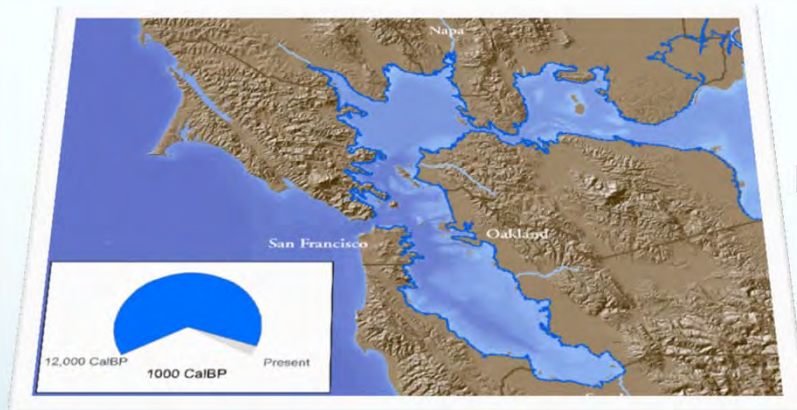 Napa
San Francisco
Oakland
12,000 CalBP
1000 CalBP
Present